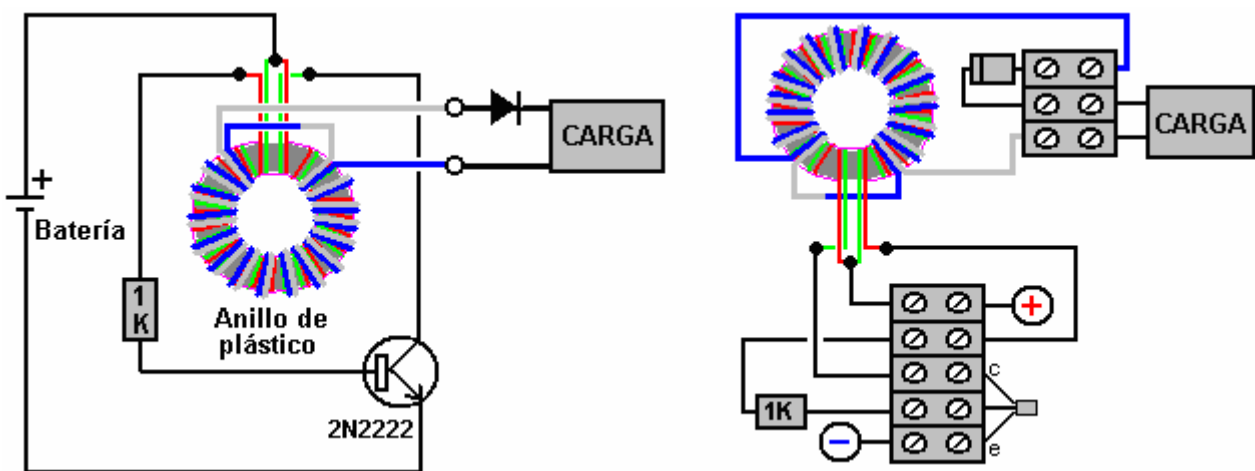 CARGA
+
Batería
1
K
Anillo de
plástico
2N2222
CARGA
+
c
1K
−
e